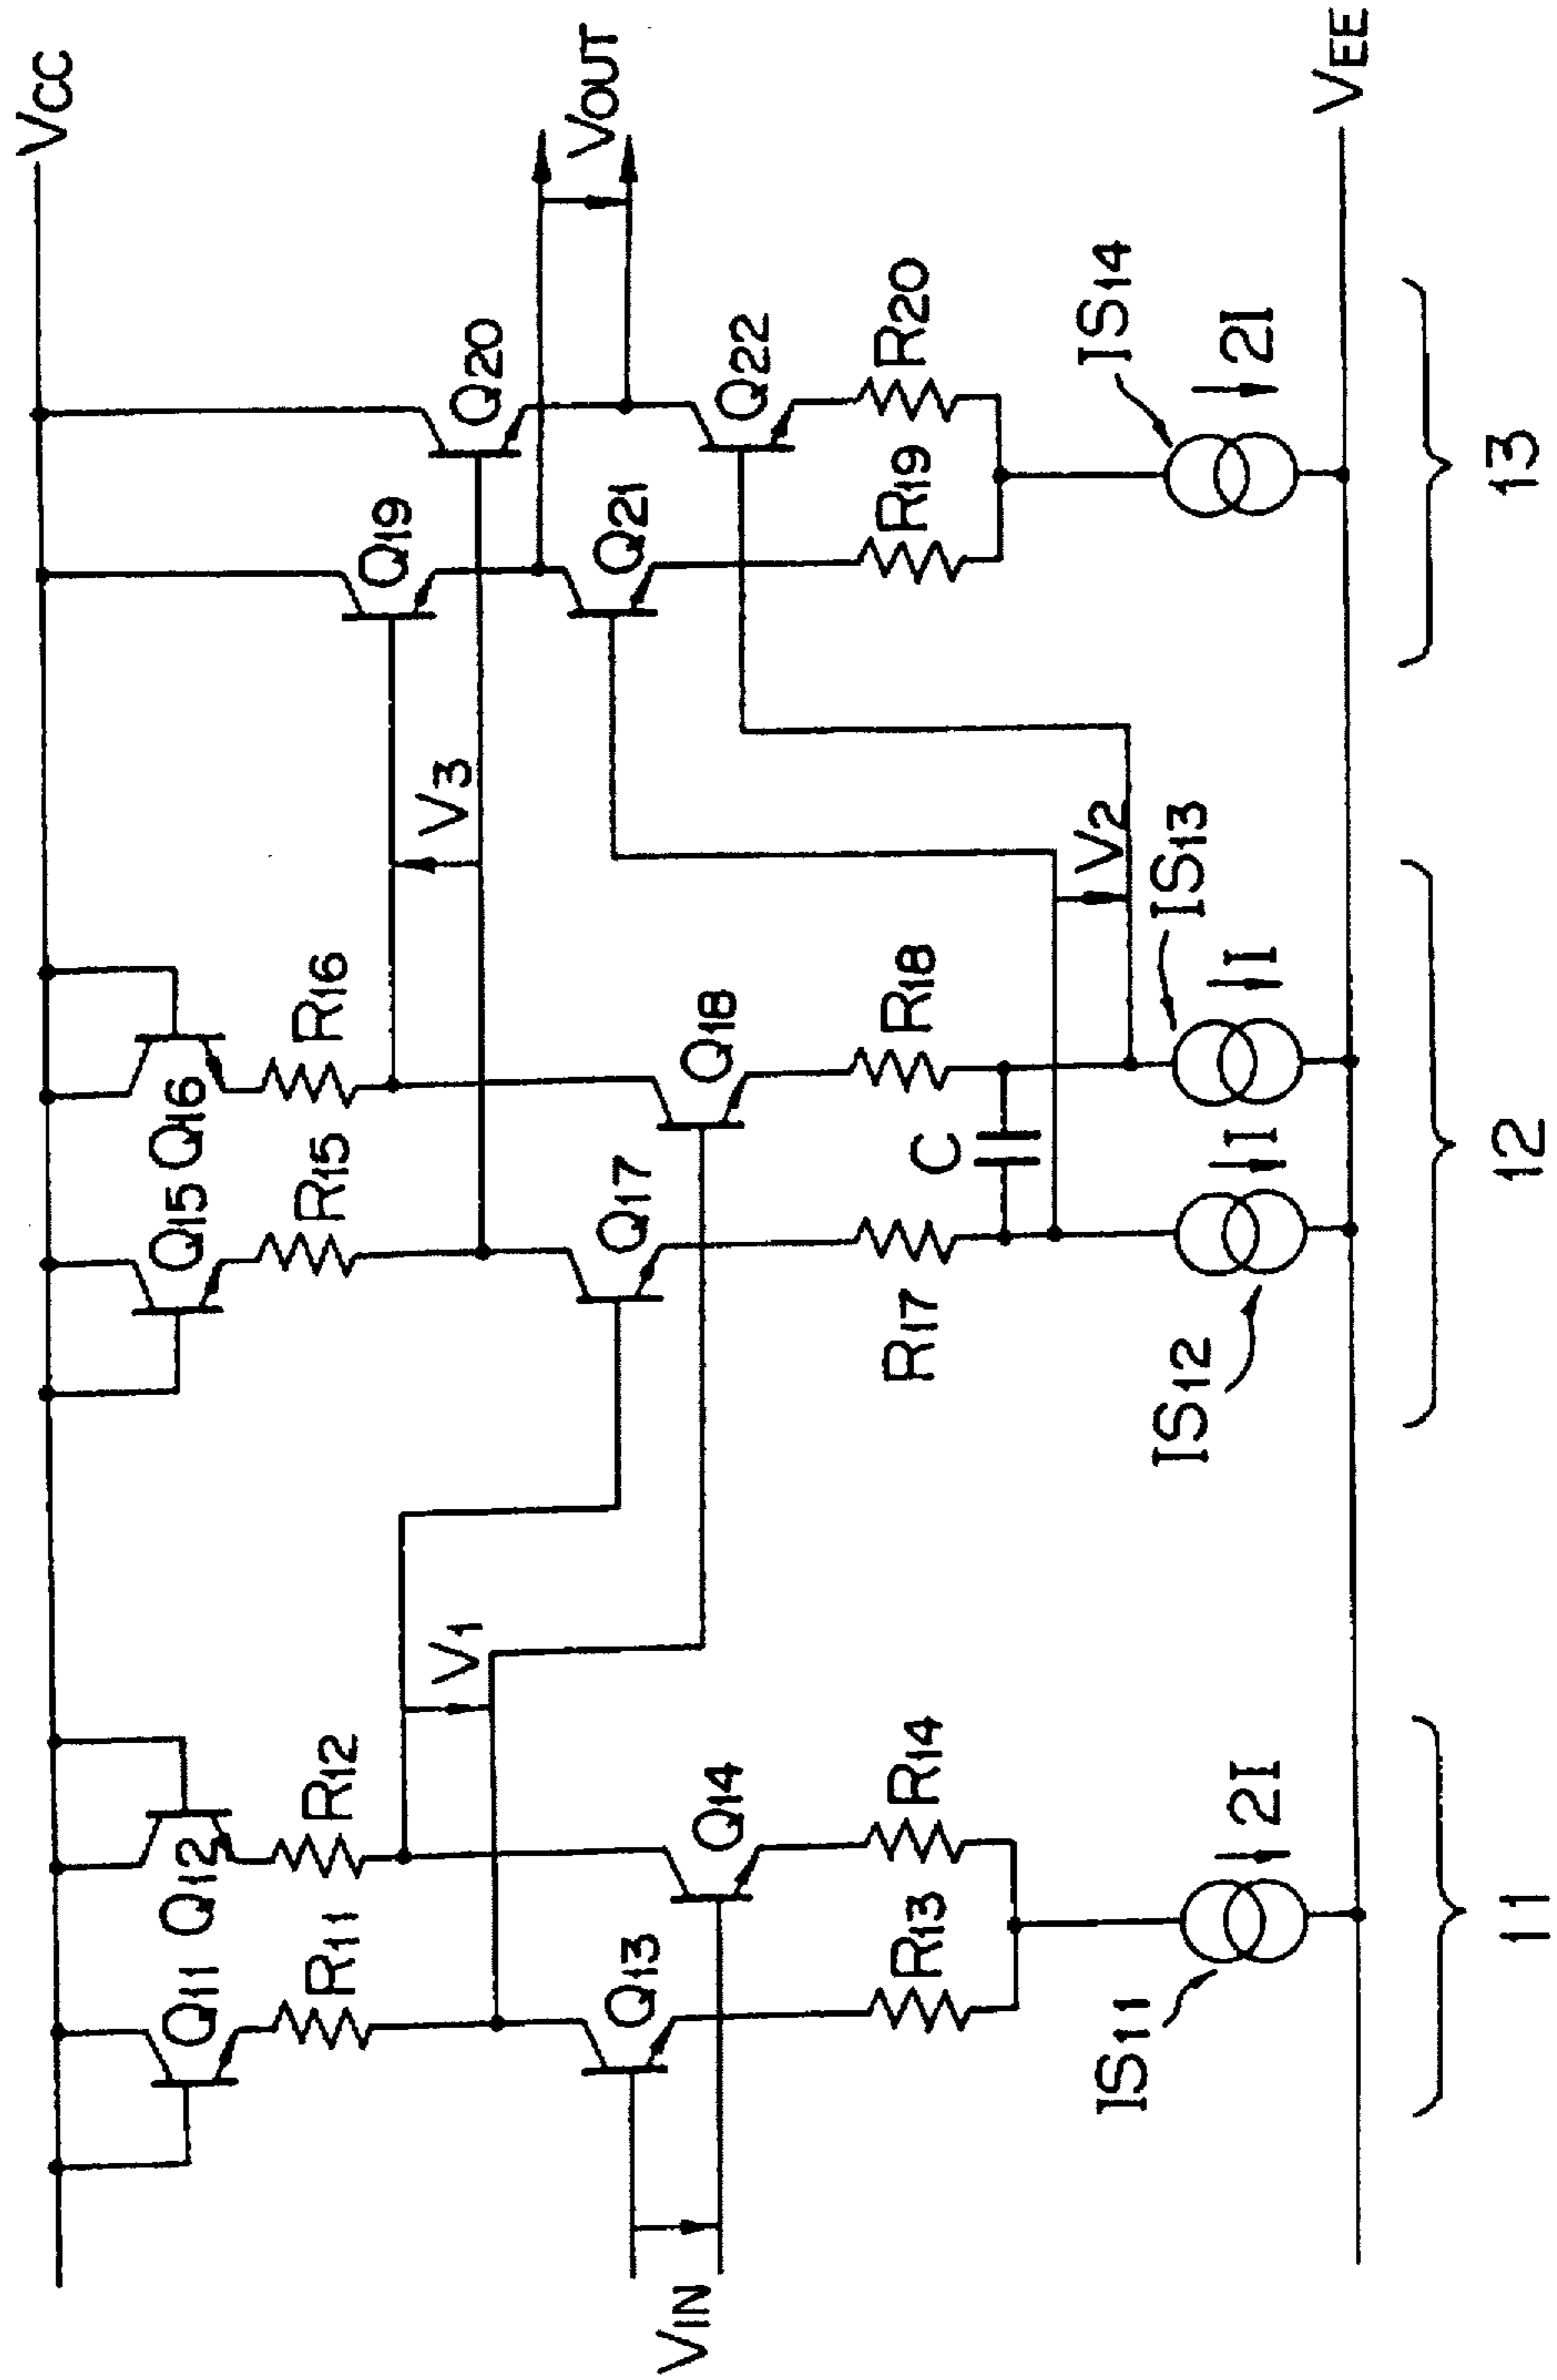 VCC
Q11
Q12
R11
R12
Q15
Q16
R15
R16
Q19
Q20
V1
V3
VOUT
VIN
Q13
Q14
Q17
Q18
Q21
Q22
R13
R14
R17
C
R18
R19
R20
V2
IS11
2I
IS12
I
I
IS13
IS14
2I
VEE
11
12
13